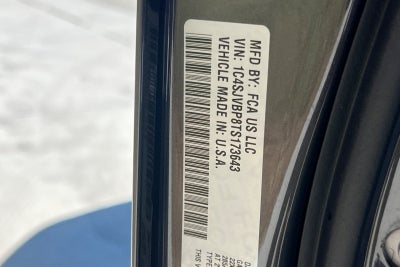 MFD BY: FCA US LLC
VIN: 1C4SJVBP8TS173643
VEHICLE MADE IN: U.S.A.